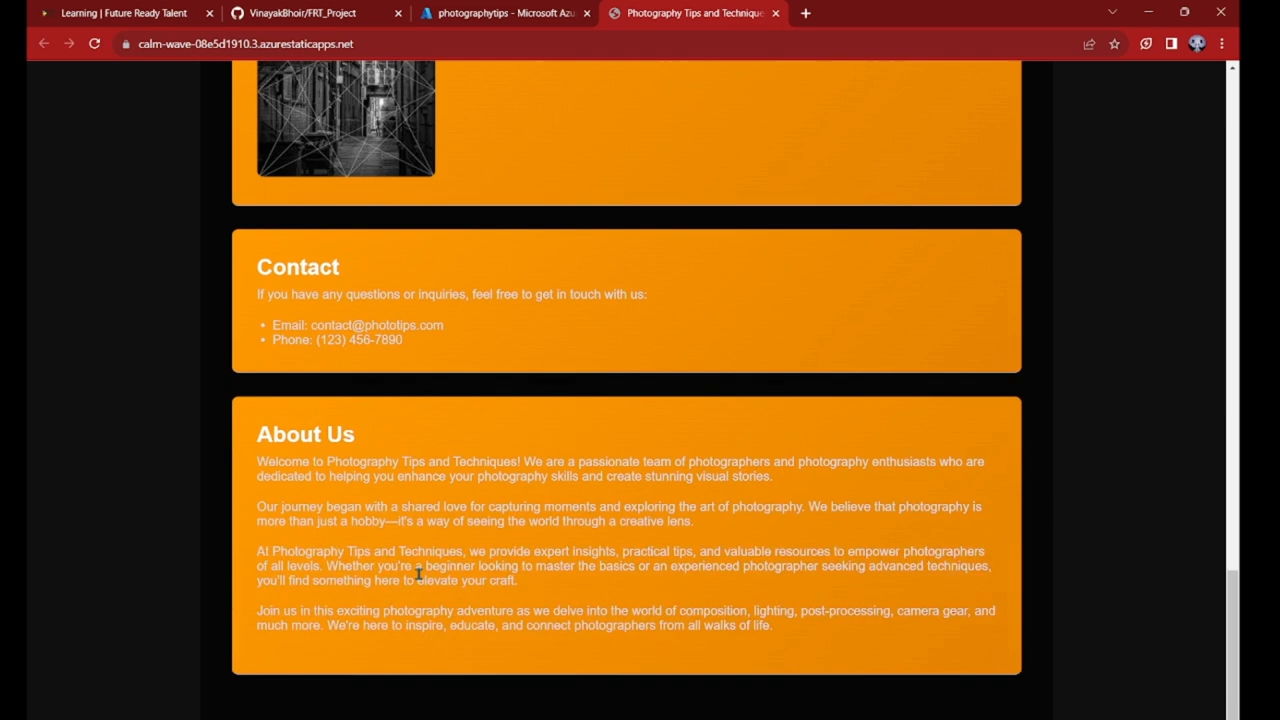 Learning | Future Ready Talent
VinayakBhoir/FRT_Project
photographytips - Microsoft Azu
Photography Tips and Technique
calm-wave-08e5d1910.3.azurestaticapps.net
Contact
If you have any questions or inquiries, feel free to get in touch with us:
• Email: contact@phototips.com
• Phone: (123) 456-7890
About Us
Welcome to Photography Tips and Techniques! We are a passionate team of photographers and photography enthusiasts who are
dedicated to helping you enhance your photography skills and create stunning visual stories.
Our journey began with a shared love for capturing moments and exploring the art of photography. We believe that photography is
more than just a hobby—it's a way of seeing the world through a creative lens.
At Photography Tips and Techniques, we provide expert insights, practical tips, and valuable resources to empower photographers
of all levels. Whether you're a beginner looking to master the basics or an experienced photographer seeking advanced techniques,
you'll find something here to elevate your craft.
Join us in this exciting photography adventure as we delve into the world of composition, lighting, post-processing, camera gear, and
much more. We're here to inspire, educate, and connect photographers from all walks of life.